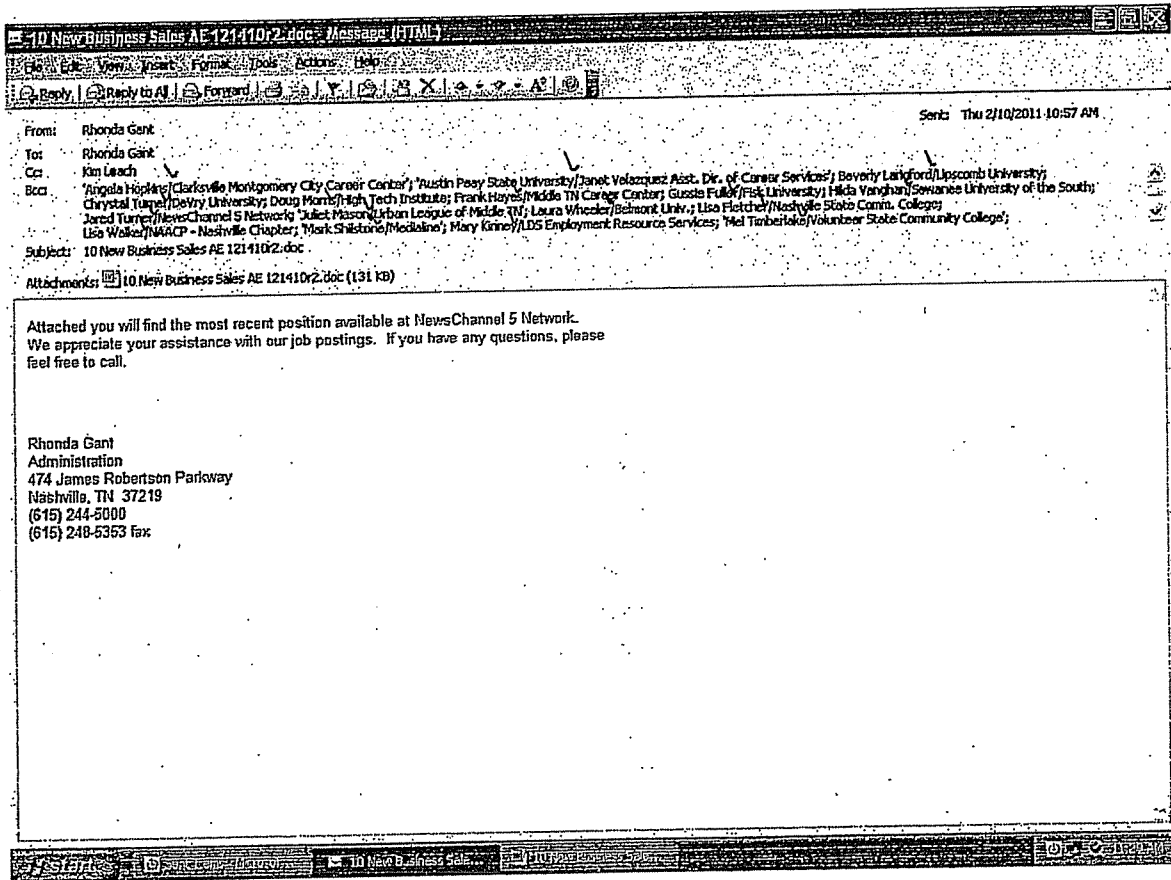 10 New Business Sales AE 121410r2.doc - Message (HTML)
File Edit View Insert Format Tools Actions Help
Reply | Reply to All | Forward
Sent: Thu 2/10/2011 10:57 AM
From: Rhonda Gant
To: Rhonda Gant
Cc: Kim Leach
Bcc: 'Angela Hopkins/Clarksville Montgomery City Career Center'; 'Austin Peay State University/Janet Velazquez Asst. Dir. of Career Services'; Beverly Langford/Lipscomb University;
Chrystal Turner/DeVry University; Doug Morris/High Tech Institute; Frank Hayes/Middle TN Career Center; Gussie Fuller/Fisk University; Hilda Vanghan/Sewanee University of the South;
Jared Turner/NewsChannel 5 Network; 'Juliet Mason/Urban League of Middle TN'; Laura Wheeler/Belmont Univ.; Lisa Fletcher/Nashville State Comm. College;
Lisa Walker/NAACP - Nashville Chapter; 'Mark Shilstone/Medialine'; Mary Kinney/LDS Employment Resource Services; 'Mel Timberlake/Volunteer State Community College';
Subject: 10 New Business Sales AE 121410r2.doc
Attachments: 10 New Business Sales AE 121410r2.doc (131 KB)
Attached you will find the most recent position available at NewsChannel 5 Network.
We appreciate your assistance with our job postings. If you have any questions, please
feel free to call.
Rhonda Gant
Administration
474 James Robertson Parkway
Nashville, TN 37219
(615) 244-5000
(615) 248-5353 fax
Start
10 New Business Sale...